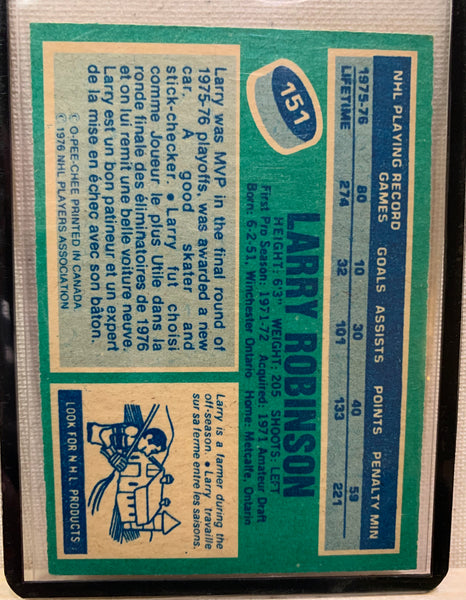 151
LARRY ROBINSON
HEIGHT: 6'3" WEIGHT: 205 SHOOTS: LEFT
First Pro Season: 1971-72 Acquired: 1971 Amateur Draft
Born: 6.2.51. Winchester Ontario Home: Metcalfe, Ontario
NHL PLAYING RECORD
GAMES GOALS ASSISTS POINTS PENALTY MIN
1975-76 80 10 30 40 59
LIFETIME 274 32 101 133 221
Larry was MVP in the final round of
1975-76 playoffs, was awarded a new
car. A good skater and
stick-checker. • Larry fut choisi
comme Joueur le plus Utile dans la
ronde finale des éliminatoires de 1976
et on lui remit une belle voiture neuve.
Larry est un bon patineur et un expert
de la mise en échec avec son bâton.
© O-PEE-CHEE PRINTED IN CANADA
© 1976 NHL PLAYERS ASSOCIATION
Larry is a farmer during the
off-season. • Larry travaille
sur sa ferme entre les saisons.
LOOK FOR N.H.L. PRODUCTS: